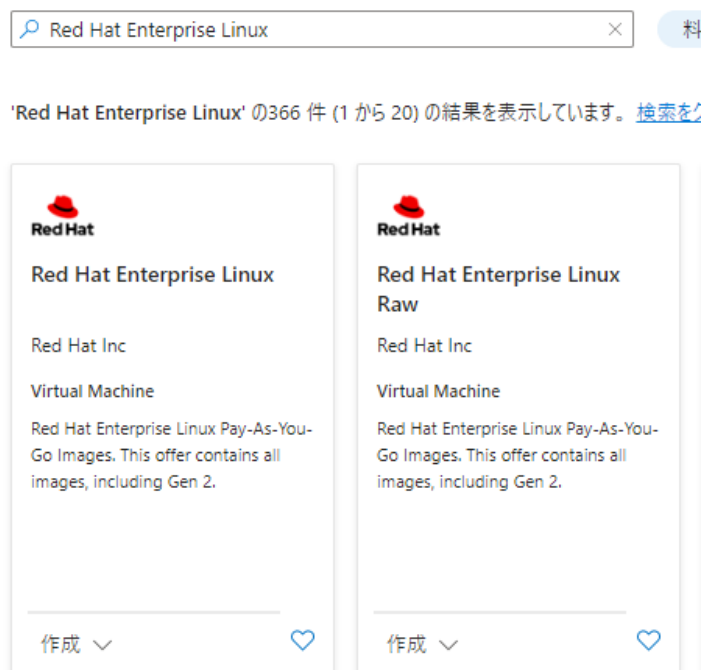 Red Hat Enterprise Linux
'Red Hat Enterprise Linux' の366 件 (1 から 20) の結果を表示しています。 検索を
Red Hat
Red Hat Enterprise Linux
Red Hat Inc
Virtual Machine
Red Hat Enterprise Linux Pay-As-You-
Go Images. This offer contains all
images, including Gen 2.
作成
Red Hat
Red Hat Enterprise Linux
Raw
Red Hat Inc
Virtual Machine
Red Hat Enterprise Linux Pay-As-You-
Go Images. This offer contains all
images, including Gen 2.
作成